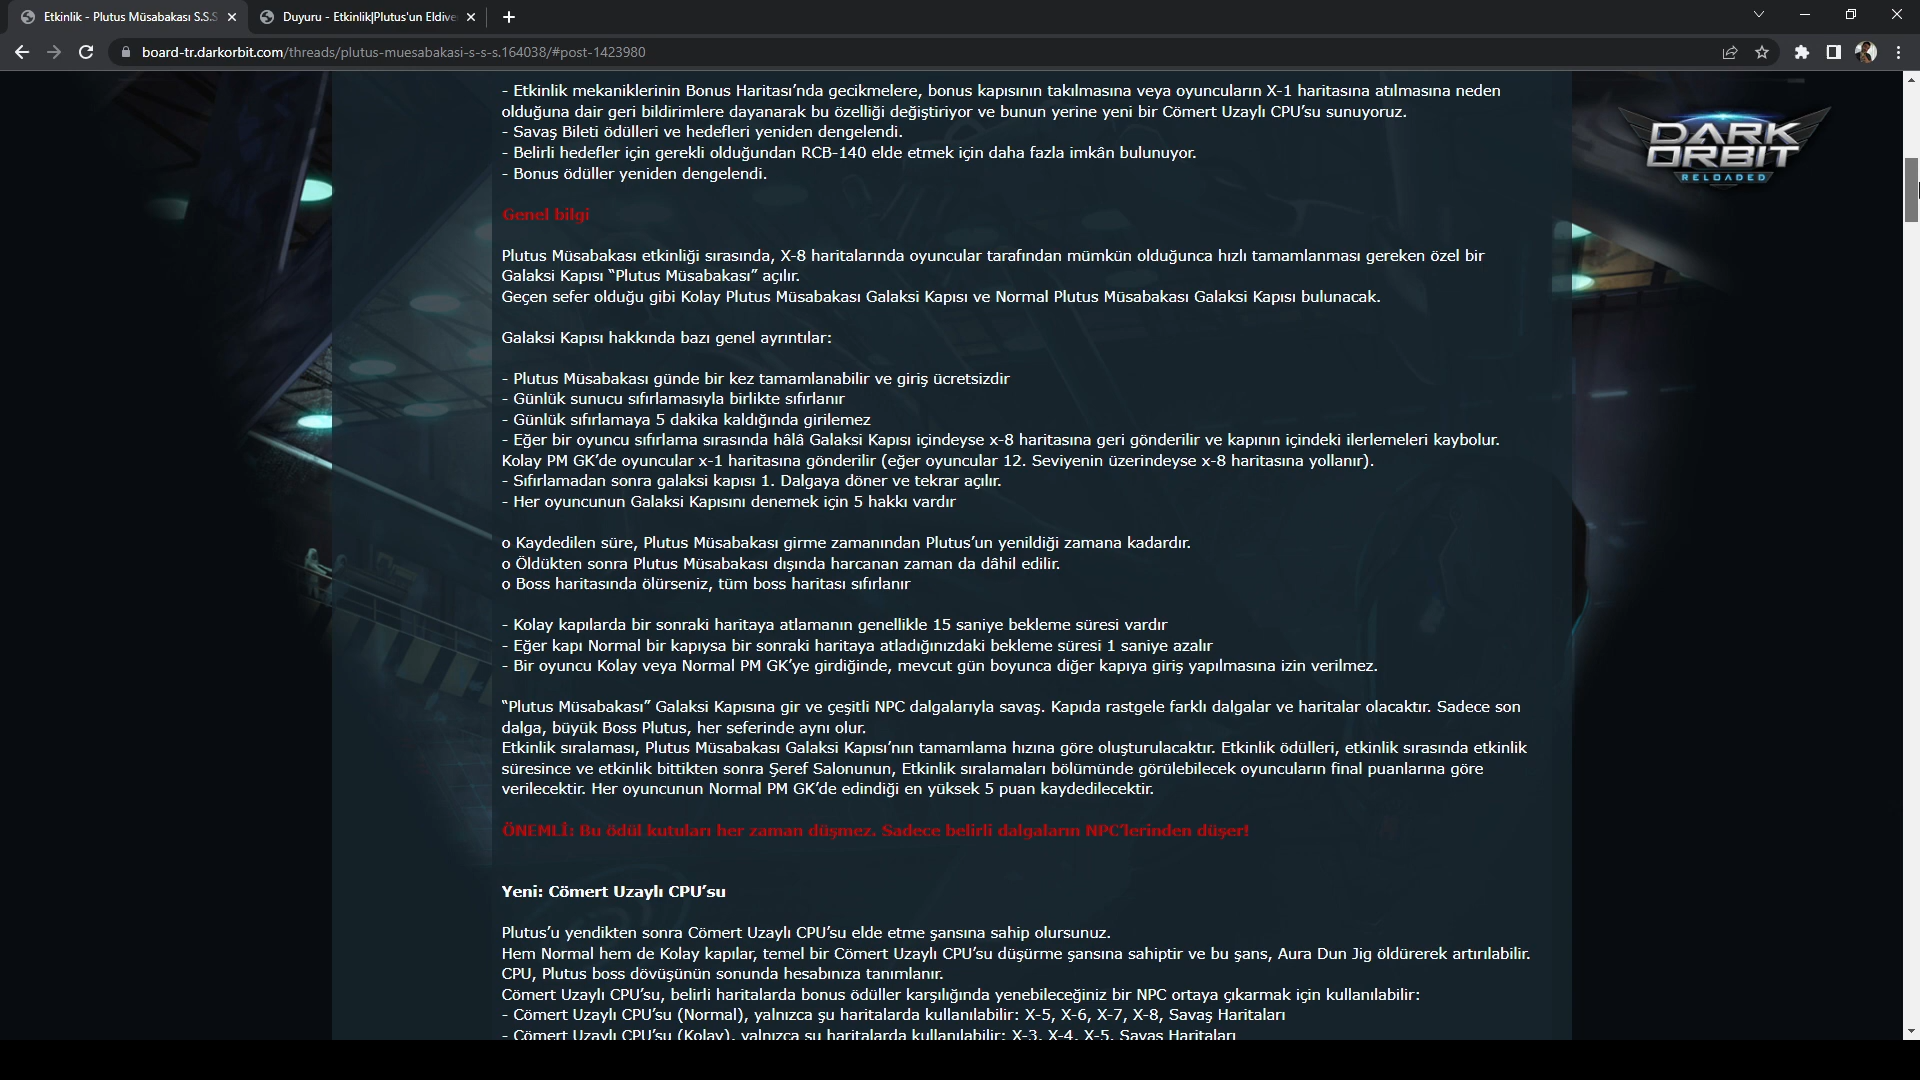 Etkinlik - Plutus Müsabakası S.S.S
Duyuru - Etkinlik|Plutus'un Eldive
board-tr.darkorbit.com/threads/plutus-muesabakasi-s-s-s.164038/#post-1423980
- Etkinlik mekaniklerinin Bonus Haritası’nda gecikmelere, bonus kapısının takılmasına veya oyuncuların X-1 haritasına atılmasına neden
olduğuna dair geri bildirimlere dayanarak bu özelliği değiştiriyor ve bunun yerine yeni bir Cömert Uzaylı CPU’su sunuyoruz.
- Savaş Bileti ödülleri ve hedefleri yeniden dengelendi.
- Belirli hedefler için gerekli olduğundan RCB-140 elde etmek için daha fazla imkân bulunuyor.
- Bonus ödüller yeniden dengelendi.
DARK
ORBIT
RELOADED
Genel bilgi
Plutus Müsabakası etkinliği sırasında, X-8 haritalarında oyuncular tarafından mümkün olduğunca hızlı tamamlanması gereken özel bir
Galaksi Kapısı “Plutus Müsabakası” açılır.
Geçen sefer olduğu gibi Kolay Plutus Müsabakası Galaksi Kapısı ve Normal Plutus Müsabakası Galaksi Kapısı bulunacak.
Galaksi Kapısı hakkında bazı genel ayrıntılar:
- Plutus Müsabakası günde bir kez tamamlanabilir ve giriş ücretsizdir
- Günlük sunucu sıfırlamasıyla birlikte sıfırlanır
- Günlük sıfırlamaya 5 dakika kaldığında girilemez
- Eğer bir oyuncu sıfırlama sırasında hâlâ Galaksi Kapısı içindeyse x-8 haritasına geri gönderilir ve kapının içindeki ilerlemeleri kaybolur.
Kolay PM GK’de oyuncular x-1 haritasına gönderilir (eğer oyuncular 12. Seviyenin üzerindeyse x-8 haritasına yollanır).
- Sıfırlamadan sonra galaksi kapısı 1. Dalgaya döner ve tekrar açılır.
- Her oyuncunun Galaksi Kapısını denemek için 5 hakkı vardır
o Kaydedilen süre, Plutus Müsabakası girme zamanından Plutus’un yenildiği zamana kadardır.
o Öldükten sonra Plutus Müsabakası dışında harcanan zaman da dâhil edilir.
o Boss haritasında ölürseniz, tüm boss haritası sıfırlanır
- Kolay kapılarda bir sonraki haritaya atlamanın genellikle 15 saniye bekleme süresi vardır
- Eğer kapı Normal bir kapıysa bir sonraki haritaya atladığınızdaki bekleme süresi 1 saniye azalır
- Bir oyuncu Kolay veya Normal PM GK’ye girdiğinde, mevcut gün boyunca diğer kapıya giriş yapılmasına izin verilmez.
“Plutus Müsabakası” Galaksi Kapısına gir ve çeşitli NPC dalgalarıyla savaş. Kapıda rastgele farklı dalgalar ve haritalar olacaktır. Sadece son
dalga, büyük Boss Plutus, her seferinde aynı olur.
Etkinlik sıralaması, Plutus Müsabakası Galaksi Kapısı’nın tamamlama hızına göre oluşturulacaktır. Etkinlik ödülleri, etkinlik sırasında etkinlik
süresince ve etkinlik bittikten sonra Şeref Salonunun, Etkinlik sıralamaları bölümünde görülebilecek oyuncuların final puanlarına göre
verilecektir. Her oyuncunun Normal PM GK’de edindiği en yüksek 5 puan kaydedilecektir.
ÖNEMLİ: Bu ödül kutuları her zaman düşmez. Sadece belirli dalgaların NPC’lerinden düşer!
Yeni: Cömert Uzaylı CPU’su
Plutus’u yendikten sonra Cömert Uzaylı CPU’su elde etme şansına sahip olursunuz.
Hem Normal hem de Kolay kapılar, temel bir Cömert Uzaylı CPU’su düşürme şansına sahiptir ve bu şans, Aura Dun Jig öldürerek artırılabilir.
CPU, Plutus boss dövüşünün sonunda hesabınıza tanımlanır.
Cömert Uzaylı CPU’su, belirli haritalarda bonus ödüller karşılığında yenebileceğiniz bir NPC ortaya çıkarmak için kullanılabilir:
- Cömert Uzaylı CPU’su (Normal), yalnızca şu haritalarda kullanılabilir: X-5, X-6, X-7, X-8, Savaş Haritaları
- Cömert Uzaylı CPU’su (Kolay), yalnızca şu haritalarda kullanılabilir: X-3, X-4, X-5, Savaş Haritaları